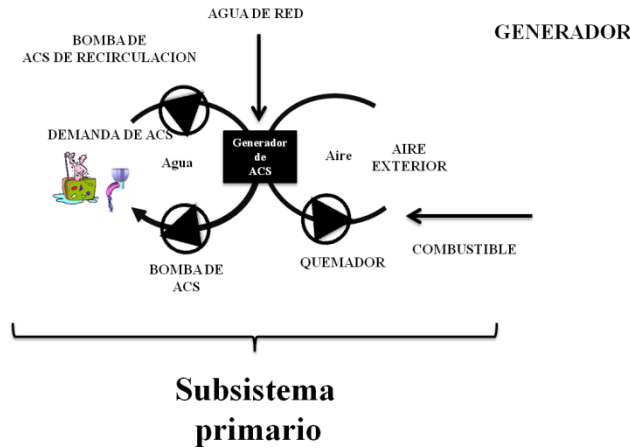 AGUA DE RED
GENERADOR
BOMBA DE
ACS DE RECIRCULACION
DEMANDA DE ACS
Agua
Generador
de
ACS
Aire
AIRE
EXTERIOR
BOMBA DE
ACS
QUEMADOR
COMBUSTIBLE
Subsistema
primario